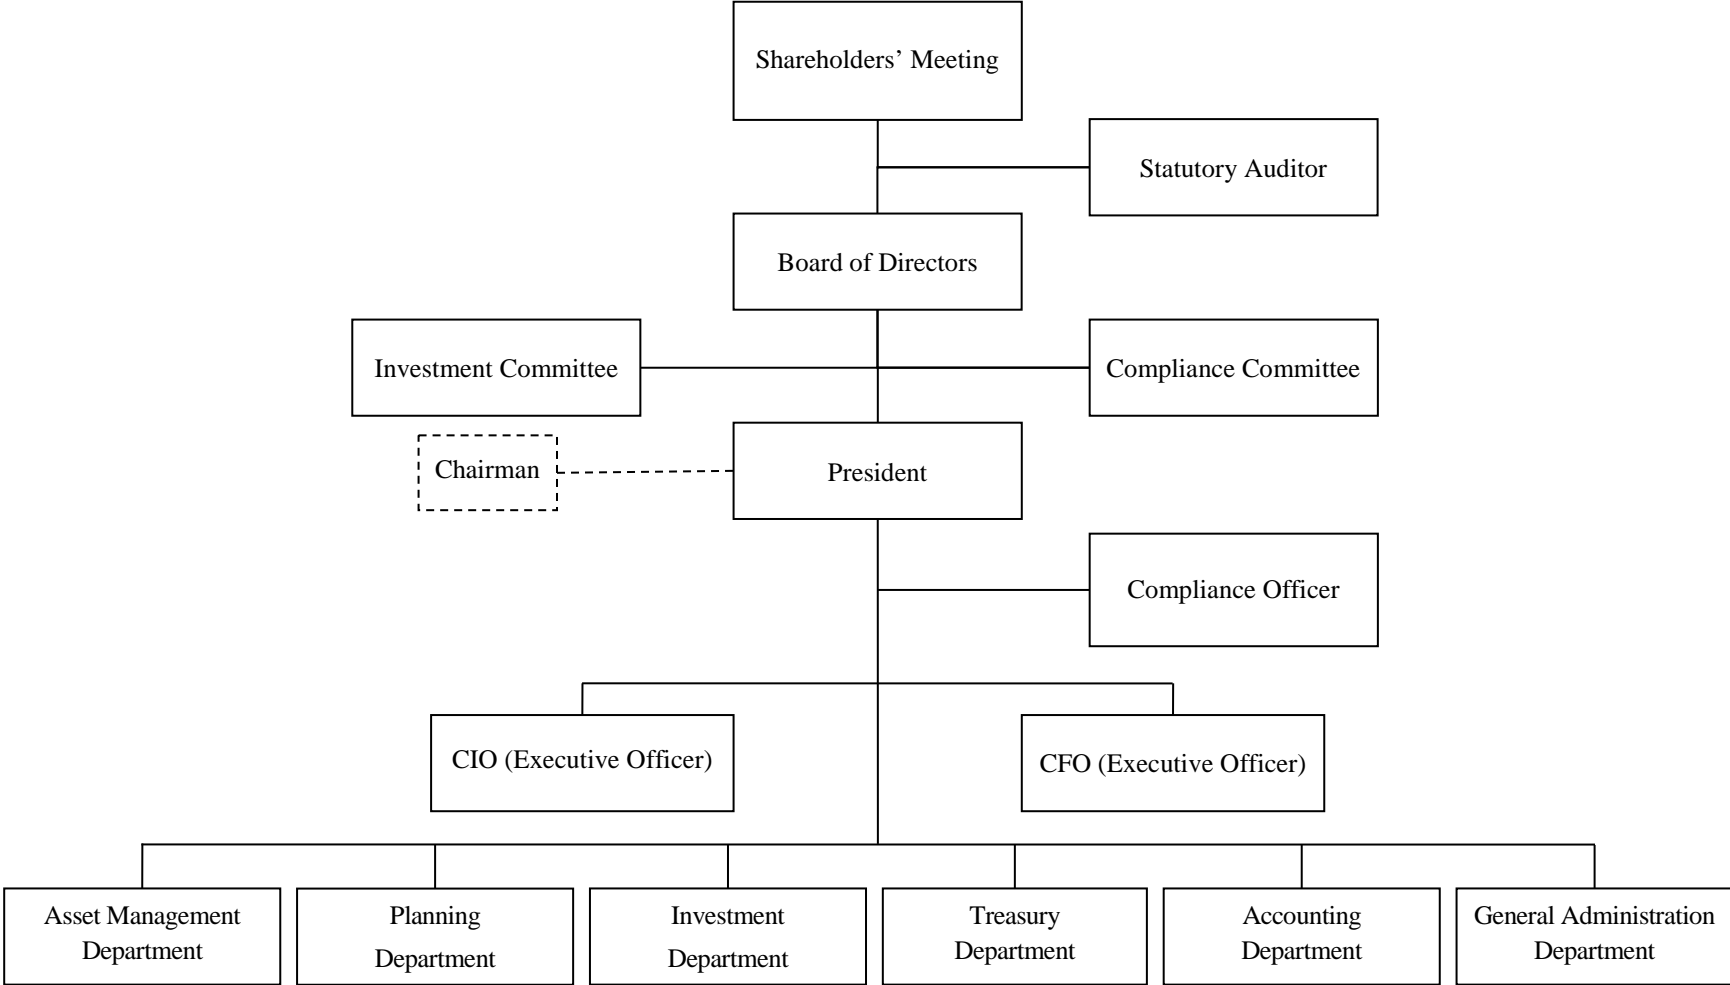 Shareholders’ Meeting
Statutory Auditor
Board of Directors
Investment Committee
Compliance Committee
Chairman
President
Compliance Officer
CIO (Executive Officer)
CFO (Executive Officer)
Asset Management
Department
Planning
Department
Investment
Department
Treasury
Department
Accounting
Department
General Administration
Department